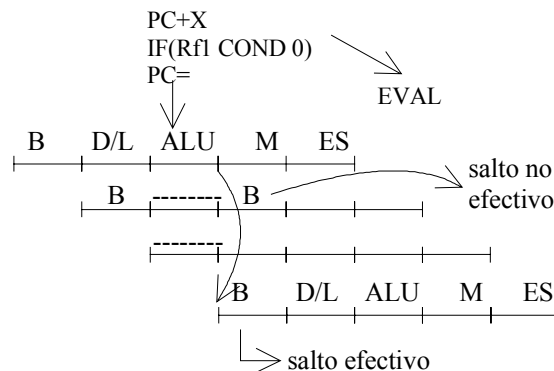 PC+X
IF(Rf1 COND 0)
PC=
EVAL
B D/L ALU M ES
B B
salto no
efectivo
B D/L ALU M ES
salto efectivo